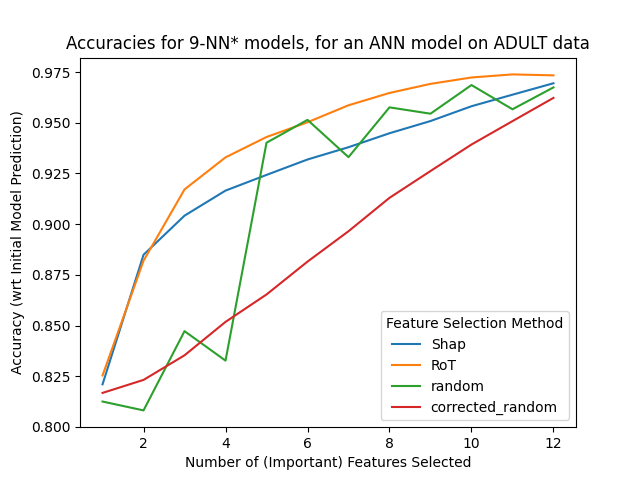 Accuracies for 9-NN* models, for an ANN model on ADULT data
Accuracy (wrt Initial Model Prediction)
0.975
0.950
0.925
0.900
0.875
0.850
0.825
0.800
Feature Selection Method
Shap
RoT
random
corrected_random
2
4
6
8
10
12
Number of (Important) Features Selected